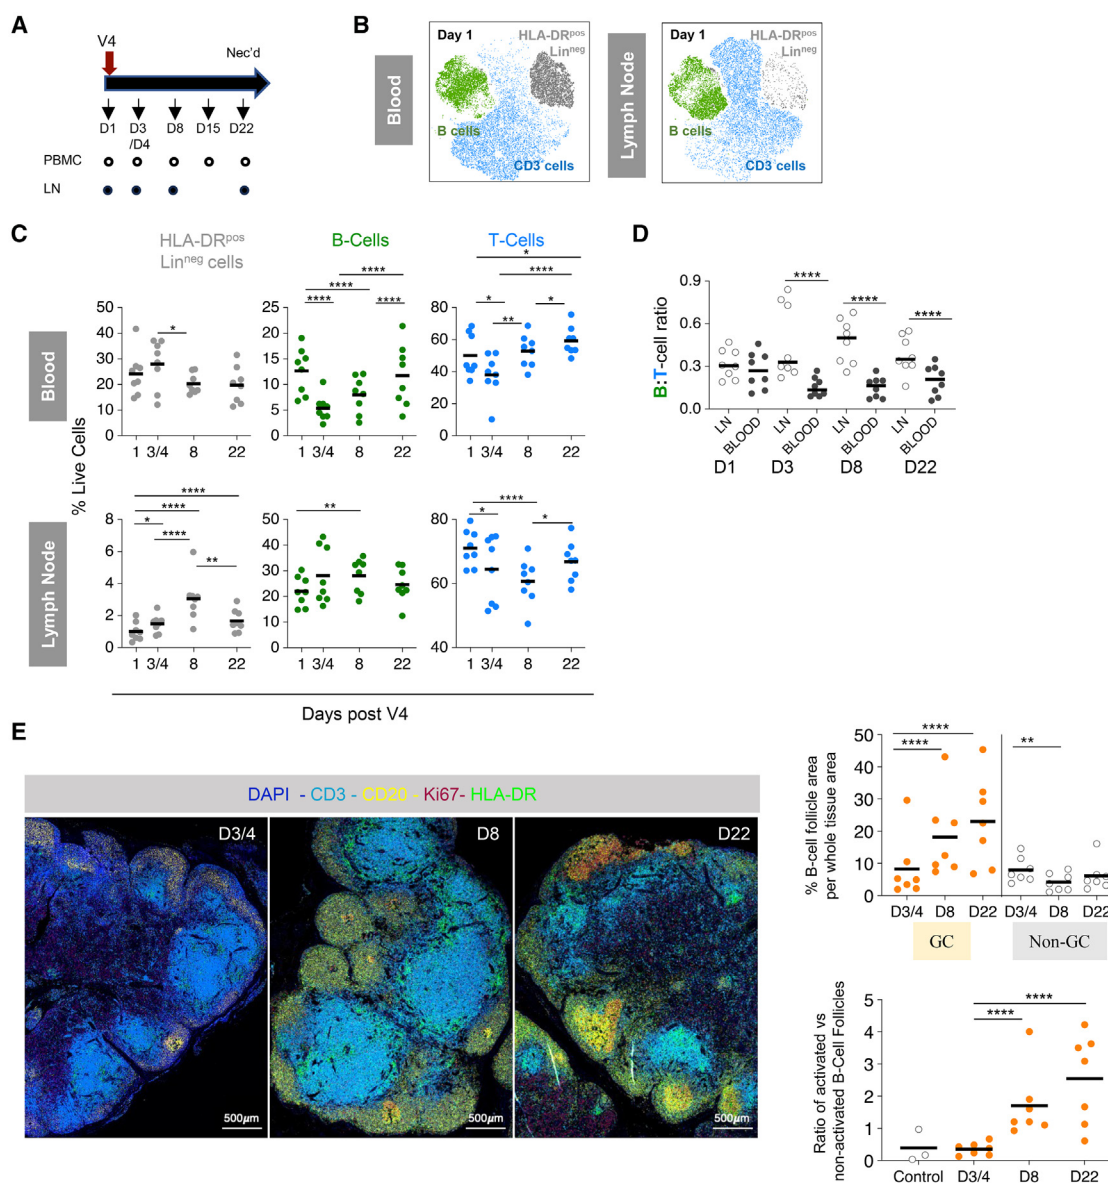 A
V4
Nec'd
D1
D3
/D4
D8
D15
D22
PBMC
LN
B
Blood
Day 1
HLA-DRpos
Linneg
B cells
CD3 cells
Lymph Node
Day 1
HLA-DRpos
Linneg
B cells
CD3 cells
C
HLA-DRpos
Linneg cells
B-Cells
T-Cells
% Live Cells
Blood
50
40
30
20
10
0
*
1
3/4
8
22
25
20
15
10
5
0
****
****
****
****
1
3/4
8
22
100
80
60
40
20
0
*
****
*
*
**
1
3/4
8
22
Lymph Node
8
6
4
2
0
****
****
*
****
**
1
3/4
8
22
50
40
30
20
10
0
**
1
3/4
8
22
80
60
40
****
*
*
1
3/4
8
22
Days post V4
D
B:T-cell ratio
0.9
0.6
0.3
0.0
****
****
****
LN
BLOOD
LN
BLOOD
LN
BLOOD
LN
BLOOD
D1
D3
D8
D22
E
DAPI - CD3 - CD20 - Ki67- HLA-DR
D3/4
500µm
D8
500µm
D22
500µm
% B-cell follicle area
per whole tissue area
50
40
30
20
10
0
****
****
**
D3/4
D8
D22
D3/4
D8
D22
GC
Non-GC
Ratio of activated vs
non-activated B-Cell Follicles
5
4
3
2
1
0
****
****
Control
D3/4
D8
D22